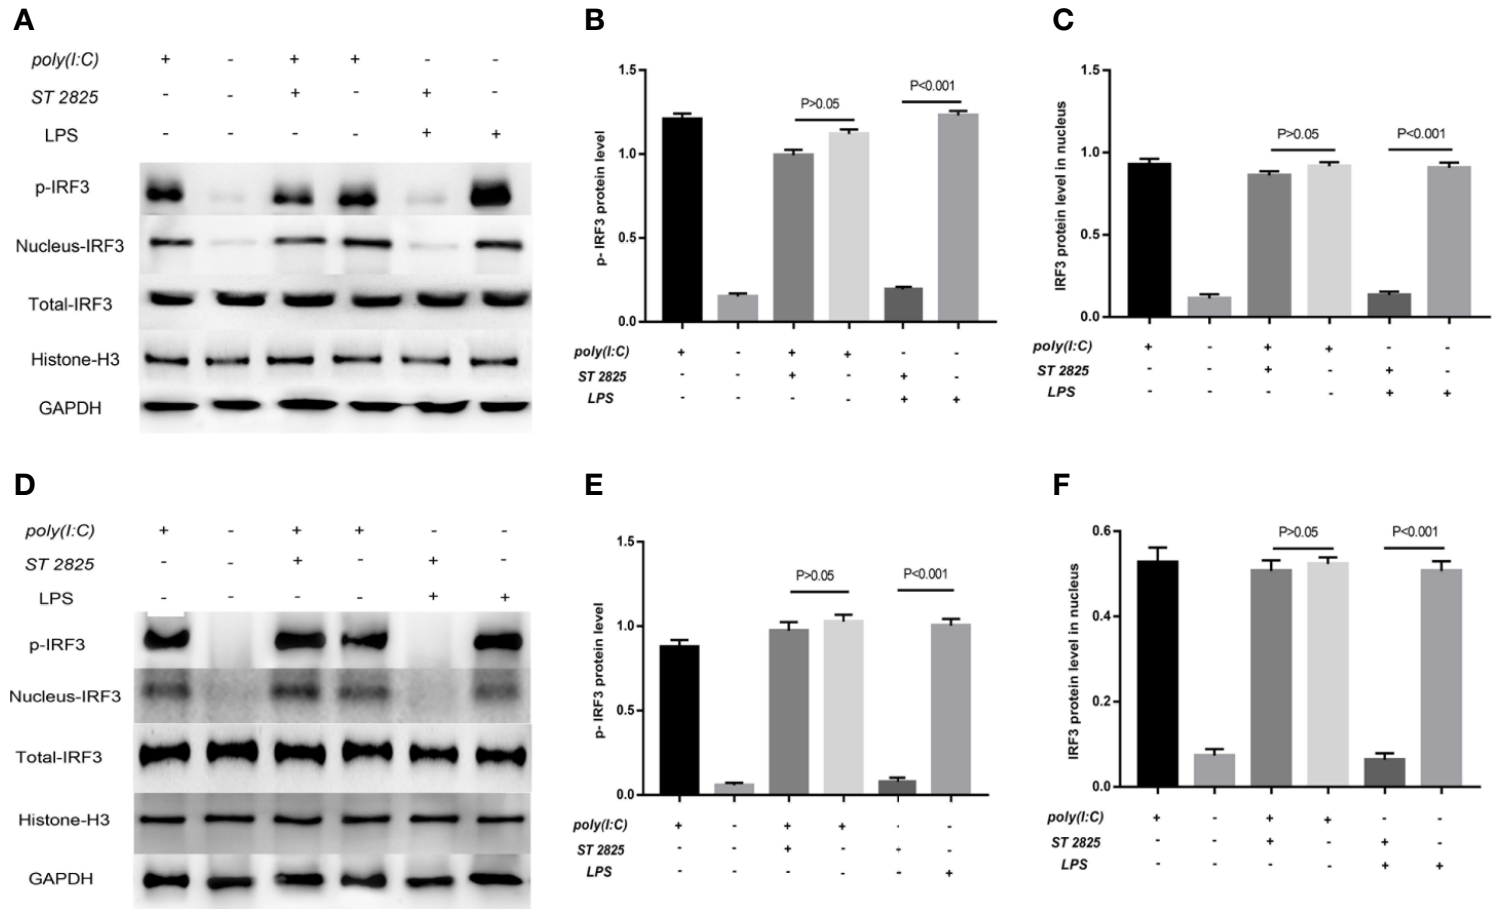 A
poly(I:C) + - + + - -
ST 2825 - - + - + -
LPS - - - - + +
p-IRF3
Nucleus-IRF3
Total-IRF3
Histone-H3
GAPDH
B
p- IRF3 protein level
1.5
1.0
0.5
0.0
P>0.05
P<0.001
poly(I:C) + - + + - -
ST 2825 - - + - + -
LPS - - - - + +
C
IRF3 protein level in nucleus
1.5
1.0
0.5
0.0
P>0.05
P<0.001
poly(I:C) + - + + - -
ST 2825 - - + - + -
LPS - - - - + +
D
poly(I:C) + - + + - -
ST 2825 - - + - + -
LPS - - - - + +
p-IRF3
Nucleus-IRF3
Total-IRF3
Histone-H3
GAPDH
E
p- IRF3 protein level
1.5
1.0
0.5
0.0
P>0.05
P<0.001
poly(I:C) + - + + - -
ST 2825 - - + - + -
LPS - - - - - +
F
IRF3 protein level in nucleus
0.6
0.4
0.2
0.0
P>0.05
P<0.001
poly(I:C) + - + + - -
ST 2825 - - + - + -
LPS - - - - + +